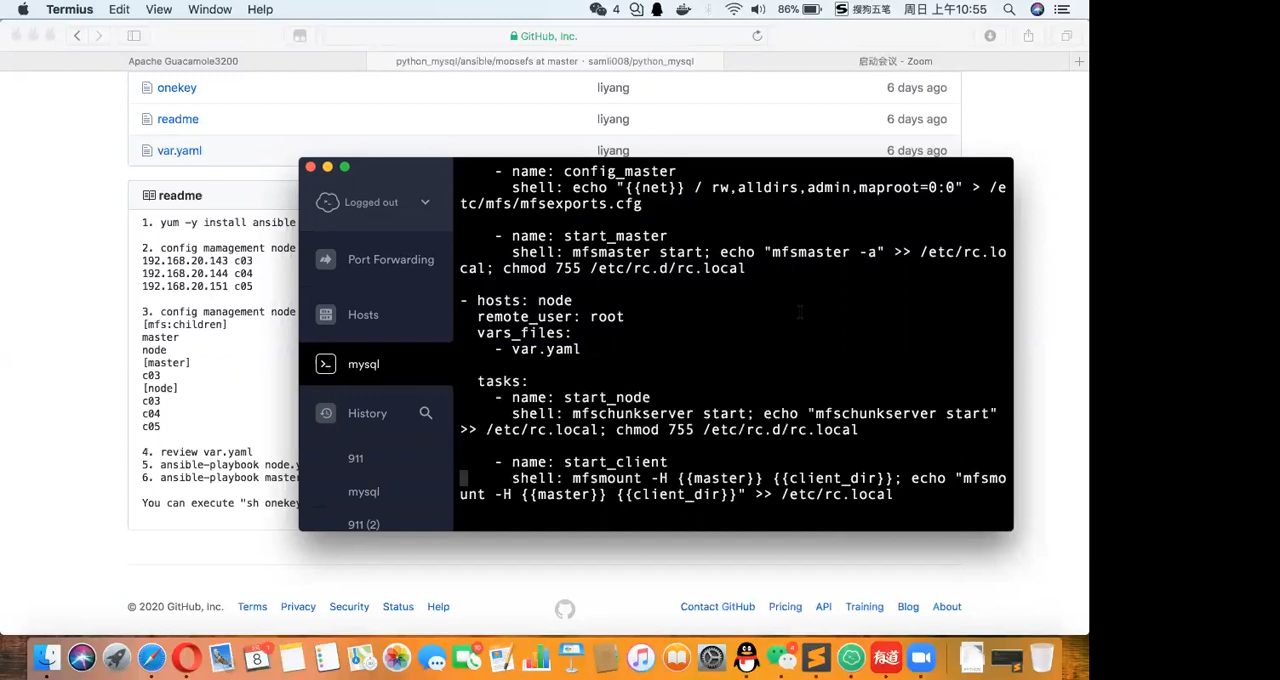 Termius Edit View Window Help 4 86% S 搜狗五笔 周日 上午10:55
GitHub, Inc.
Apache Guacamole3200 python_mysql/ansible/moosefs at master · samli008/python_mysql 启动会议 - Zoom
onekey liyang 6 days ago
readme liyang 6 days ago
var.yaml liyang 6 days ago
readme
1. yum -y install ansible
2. config mamagement node
192.168.20.143 c03
192.168.20.144 c04
192.168.20.151 c05
3. config management node
[mfs:children]
master
node
[master]
c03
[node]
c03
c04
c05
4. review var.yaml
5. ansible-playbook node.y
6. ansible-playbook master
You can execute "sh onekey
Logged out
Port Forwarding
Hosts
mysql
History
911
mysql
911 (2)
- name: config_master
shell: echo "{{net}} / rw,alldirs,admin,maproot=0:0" > /e
tc/mfs/mfsexports.cfg
- name: start_master
shell: mfsmaster start; echo "mfsmaster -a" >> /etc/rc.lo
cal; chmod 755 /etc/rc.d/rc.local
- hosts: node
remote_user: root
vars_files:
- var.yaml
tasks:
- name: start_node
shell: mfschunkserver start; echo "mfschunkserver start"
>> /etc/rc.local; chmod 755 /etc/rc.d/rc.local
- name: start_client
shell: mfsmount -H {{master}} {{client_dir}}; echo "mfsmo
unt -H {{master}} {{client_dir}}" >> /etc/rc.local
© 2020 GitHub, Inc. Terms Privacy Security Status Help Contact GitHub Pricing API Training Blog About
8
有道